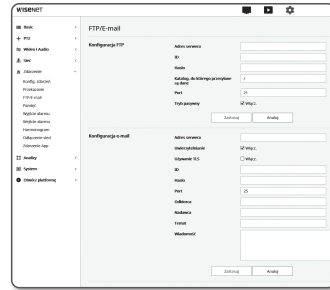 WISENET
Basic
PTZ
Wideo i Audio
Sieć
Zdarzenie
Konfig. zdarzeń
Przekazanie
FTP/E-mail
Pamięć
Wyjście alarmu
Wejście alarmu
Harmonogram
Odłączenie sieci
Zdarzenie App
Analizy
System
Otwórz platformę
FTP/E-mail
Konfiguracja FTP
Adres serwera
ID
Hasło
Katalog, do którego przesyłane są dane
/
Port
21
Tryb pasywny
Włącz.
Zastosuj
Anuluj
Konfiguracja e-mail
Adres serwera
Uwierzytelnianie
Włącz.
Używanie TLS
Włącz.
ID
Hasło
Port
25
Odbiorca
Nadawca
Temat
Wiadomość
Zastosuj
Anuluj